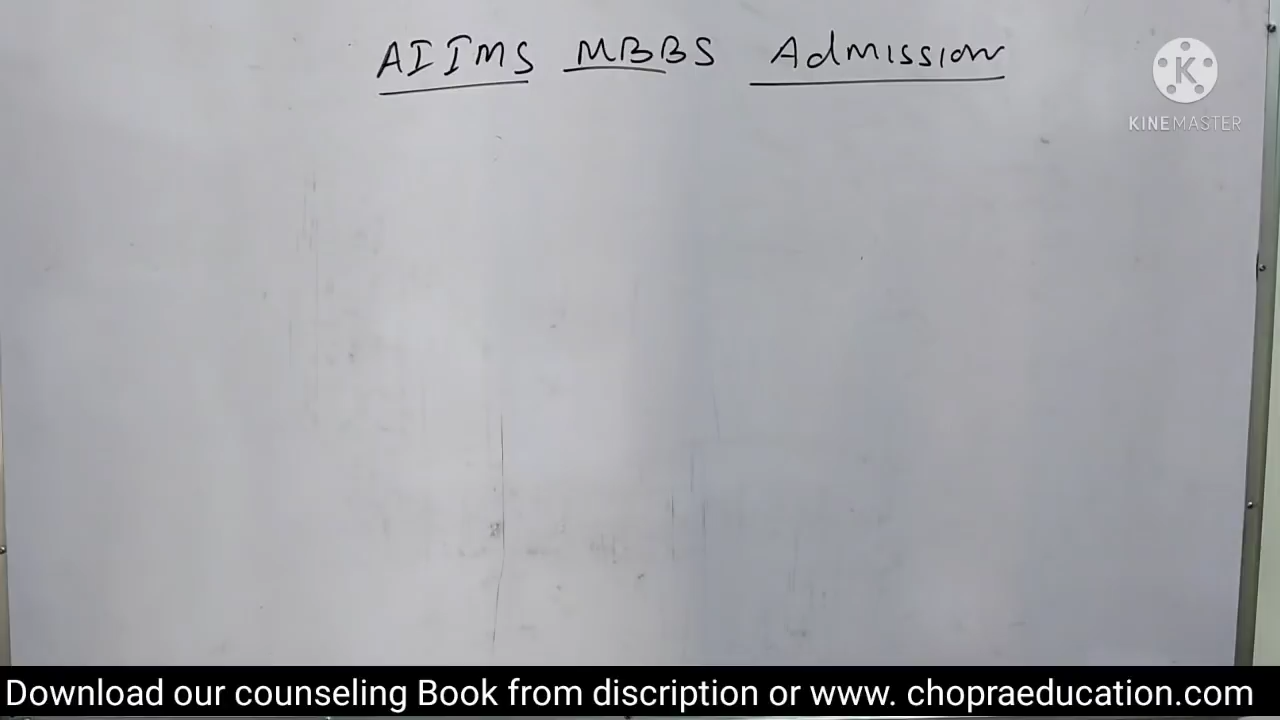 AIIMS MBBS Admission
K
KINEMASTER
Download our counseling Book from discription or www. chopraeducation.com